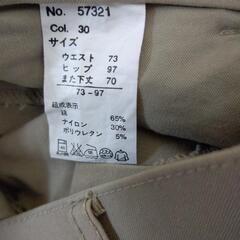 No. 57321
Col. 30
サイズ
ウエスト 73
ヒップ 97
また下丈 70
73-97
組成表示
綿 65%
ナイロン 30%
ポリウレタン 5%